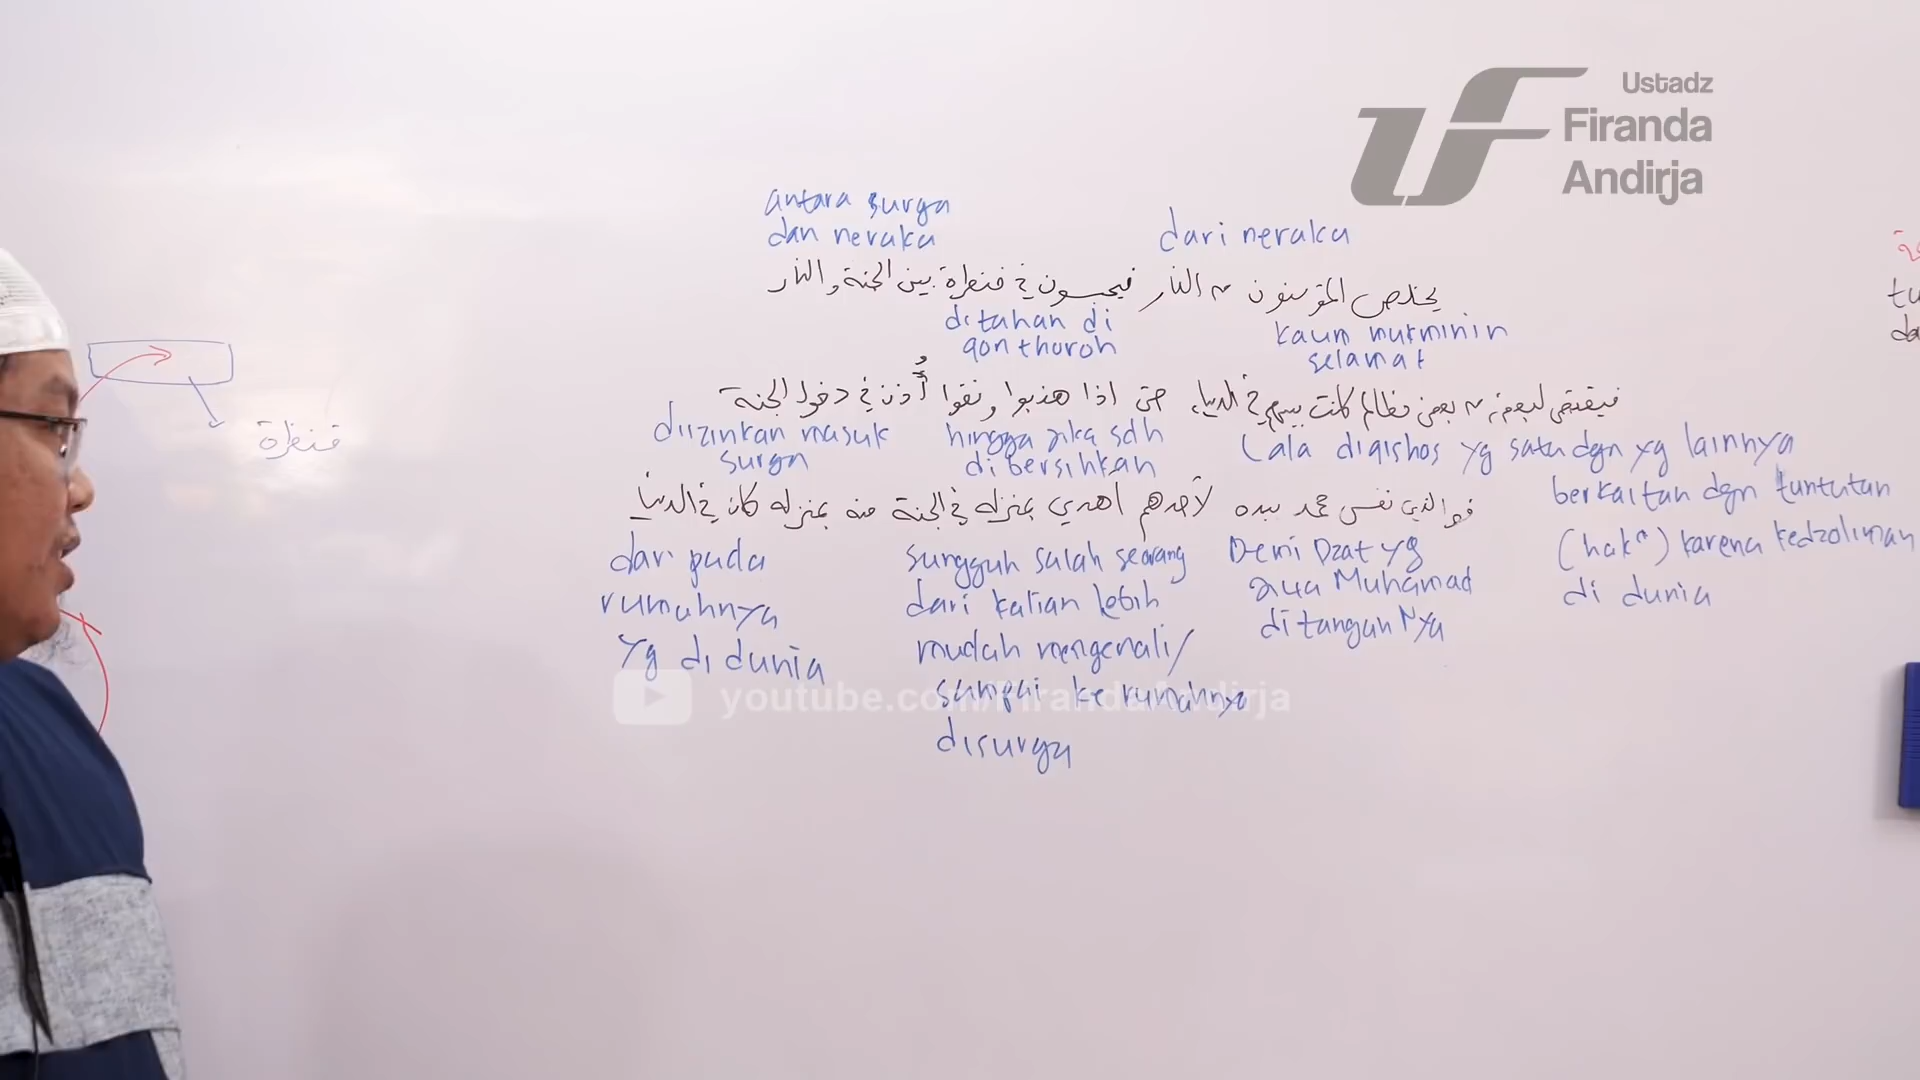 Ustadz
Firanda
Andirja
antara surga
dan neraka
dari neraka
يخلص المؤمنون من النار فيحبسون في قنطرة بين الجنة والنار
ditahan di
qonthoroh
kaum mukminin
selamat
فيقتص لبعضهم من بعض مظالم كانت بينهم في الدنيا، حتى اذا هذبوا ونقوا أُذن في دخول الجنة
diizinkan masuk
surga
hingga jika sdh
dibersihkan
Lala diqishos yg satu dgn yg lainnya
berkaitan dgn tuntutan
(hak²) karena kedzoliman
di dunia
فوالذي نفس محمد بيده لأحدهم أهدى بمنزله في الجنة منه بمنزله كان في الدنيا
dari pada
rumahnya
yg di dunia
sungguh salah seorang
dari kalian lebih
mudah mengenali/
sampai ke rumahnya
disurga
Demi Dzat yg
jiwa Muhamad
ditanganNya
قنطرة
youtube.com/FirandaAndirja